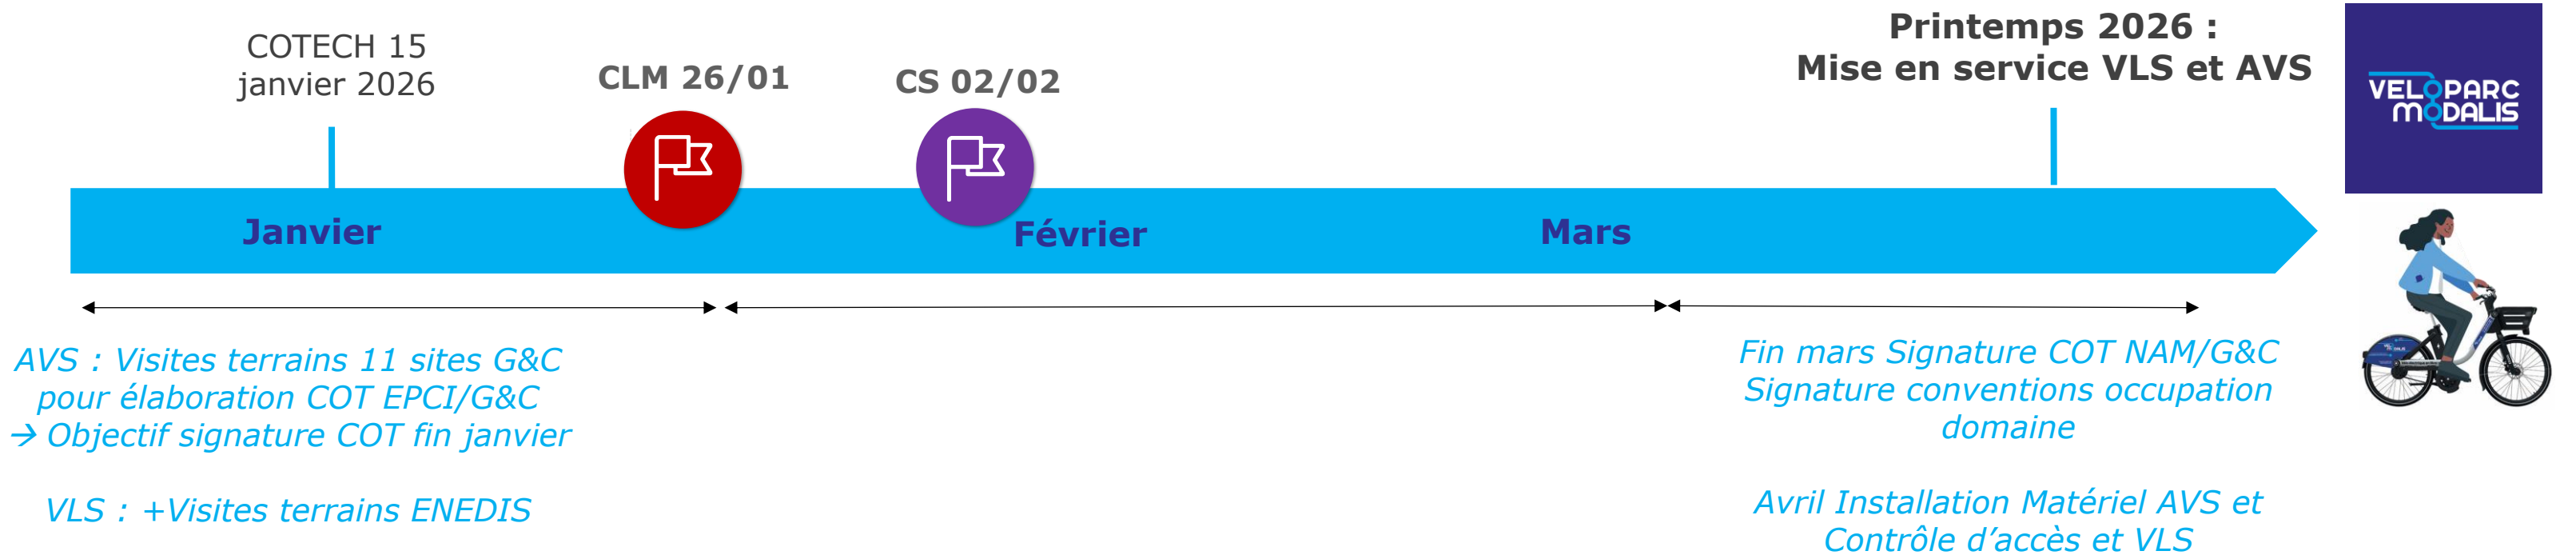 COTECH 15
janvier 2026
CLM 26/01
CS 02/02
Printemps 2026 :
Mise en service VLS et AVS
VELOPARC
MODALIS
Janvier
Février
Mars
AVS : Visites terrains 11 sites G&C
pour élaboration COT EPCI/G&C
→ Objectif signature COT fin janvier
VLS : +Visites terrains ENEDIS
Fin mars Signature COT NAM/G&C
Signature conventions occupation
domaine
Avril Installation Matériel AVS et
Contrôle d’accès et VLS